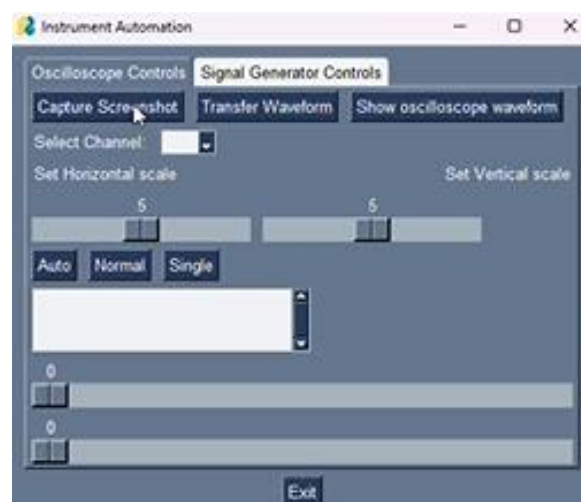 Instrument Automation
Oscilloscope Controls Signal Generator Controls
Capture Screenshot Transfer Waveform Show oscilloscope waveform
Select Channel:
Set Horizontal scale Set Vertical scale
5 5
Auto Normal Single
0
0
Exit